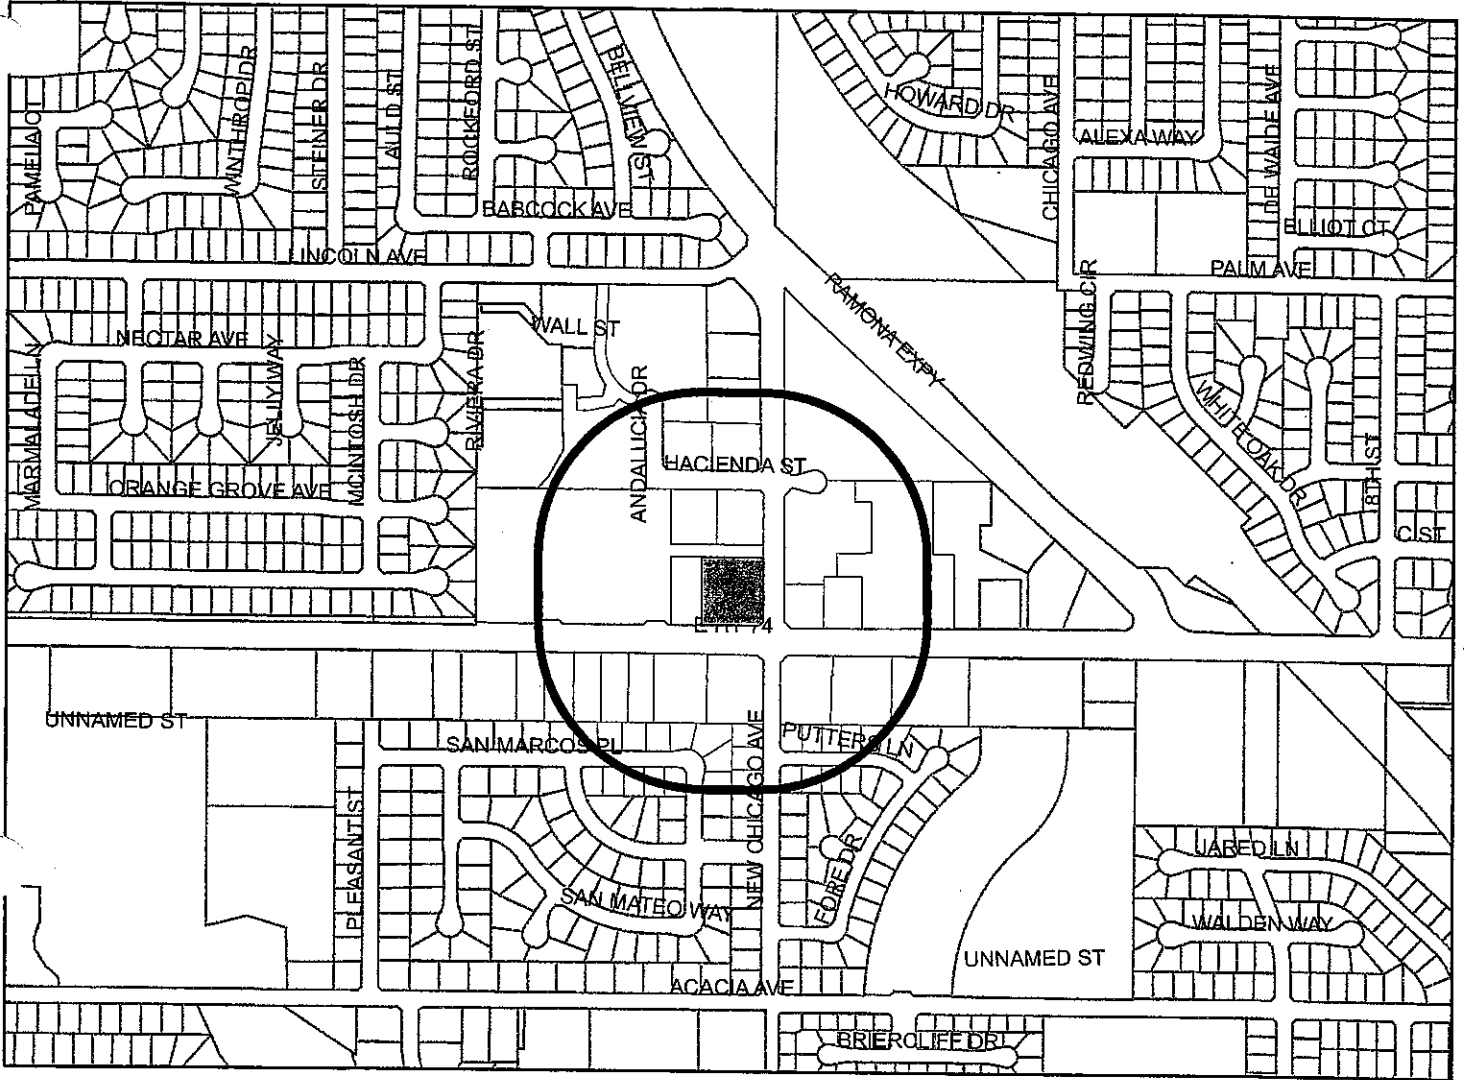 PAMELIA CT
WINTHROP DR
STEINER DR
AULD ST
ROCKFORD ST
BELLVIEW ST
HOWARD DR
CHICAGO AVE
ALEXA WAY
DE WAIDE AVE
BABCOCK AVE
ELLIOT CT
LINCOLN AVE
PALM AVE
RAMONA EXPY
REDWING CIR
WALL ST
NECTAR AVE
MARMALADE LN
JELLY WAY
MCINTOSH DR
RIVIERA DR
ANDALUCIA DR
WHITE OAK DR
8TH ST
HACIENDA ST
ORANGE GROVE AVE
C ST
UNNAMED ST
SAN MARCOS PL
NEW CHICAGO AVE
PUTTERS LN
PLEASANT ST
FORE DR
JARED LN
SAN MATEO WAY
WALDEN WAY
UNNAMED ST
ACACIA AVE
BRIERCLIFF DR